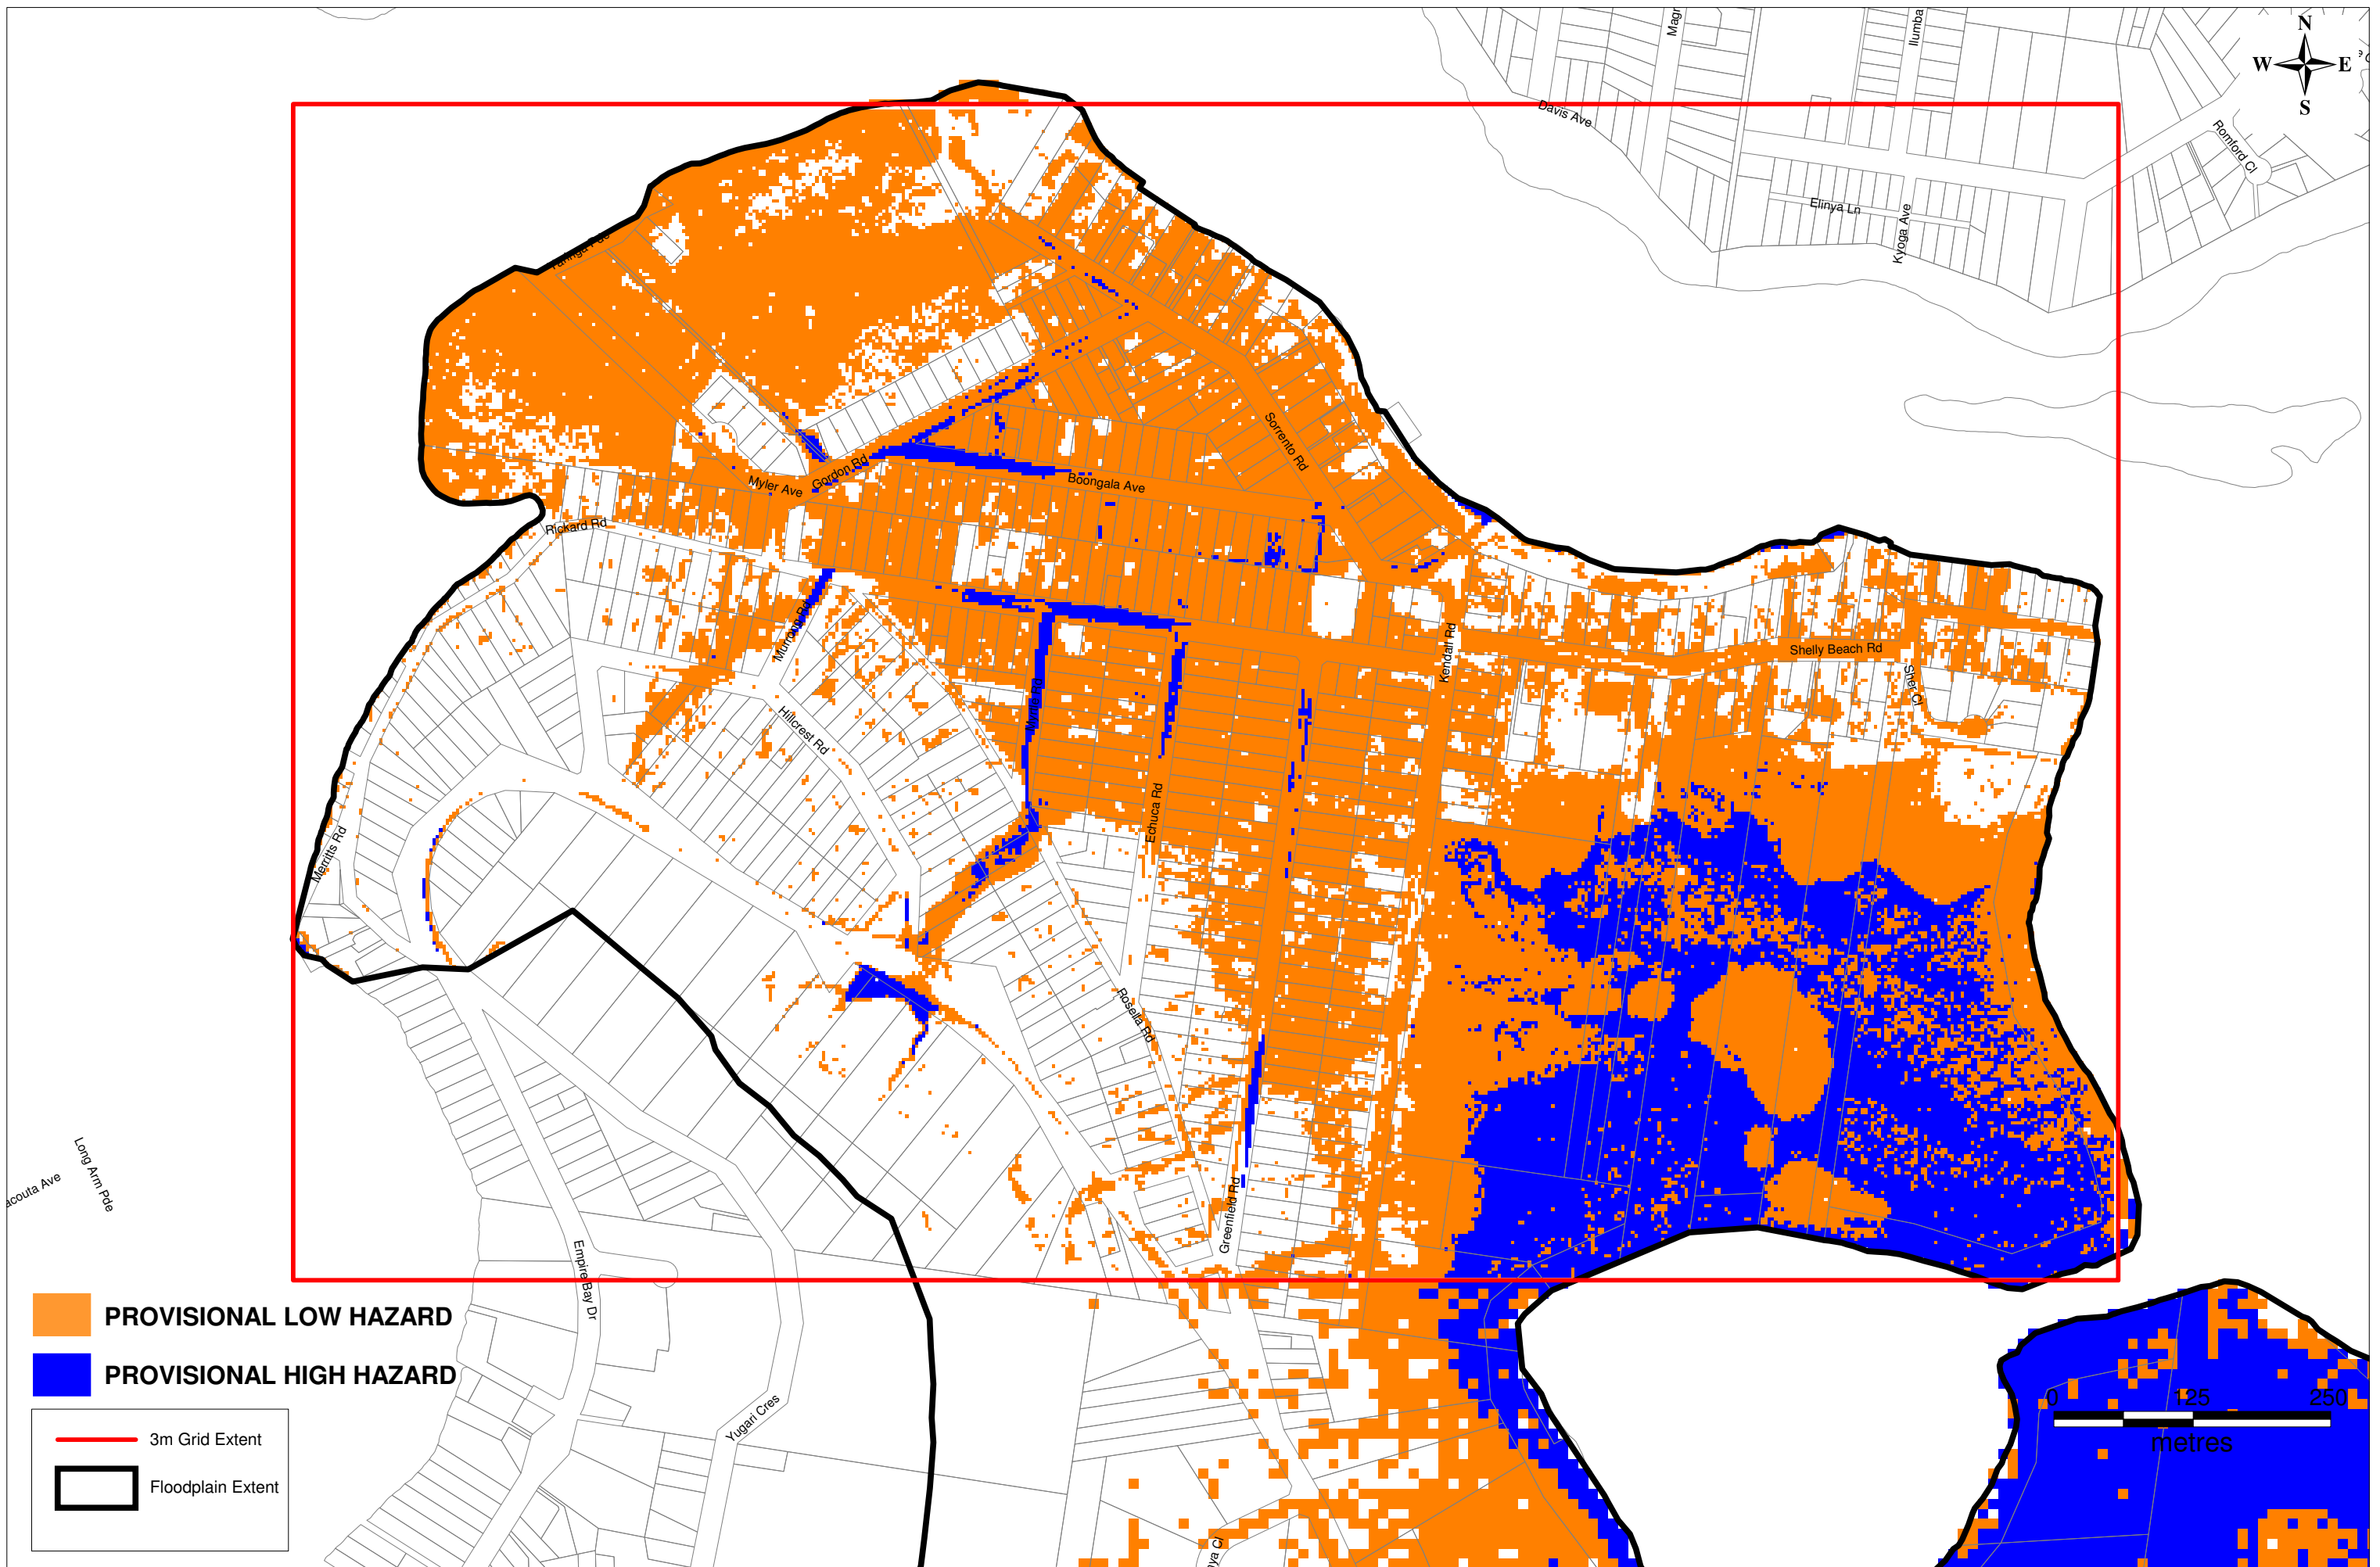 N
W E
S
Davis Ave
Romford Cl
Elinya Ln
Kyoga Ave
Sorrento Rd
Gordon Rd
Myler Ave
Boongala Ave
Rickard Rd
Kendall Rd
Shelly Beach Rd
Hillcrest Rd
Echuca Rd
Merritts Rd
Rosella Rd
Long Arm Pde
Greenfield Rd
Empire Bay Dr
Yugari Cres
PROVISIONAL LOW HAZARD
PROVISIONAL HIGH HAZARD
3m Grid Extent
Floodplain Extent
0 125 250
metres